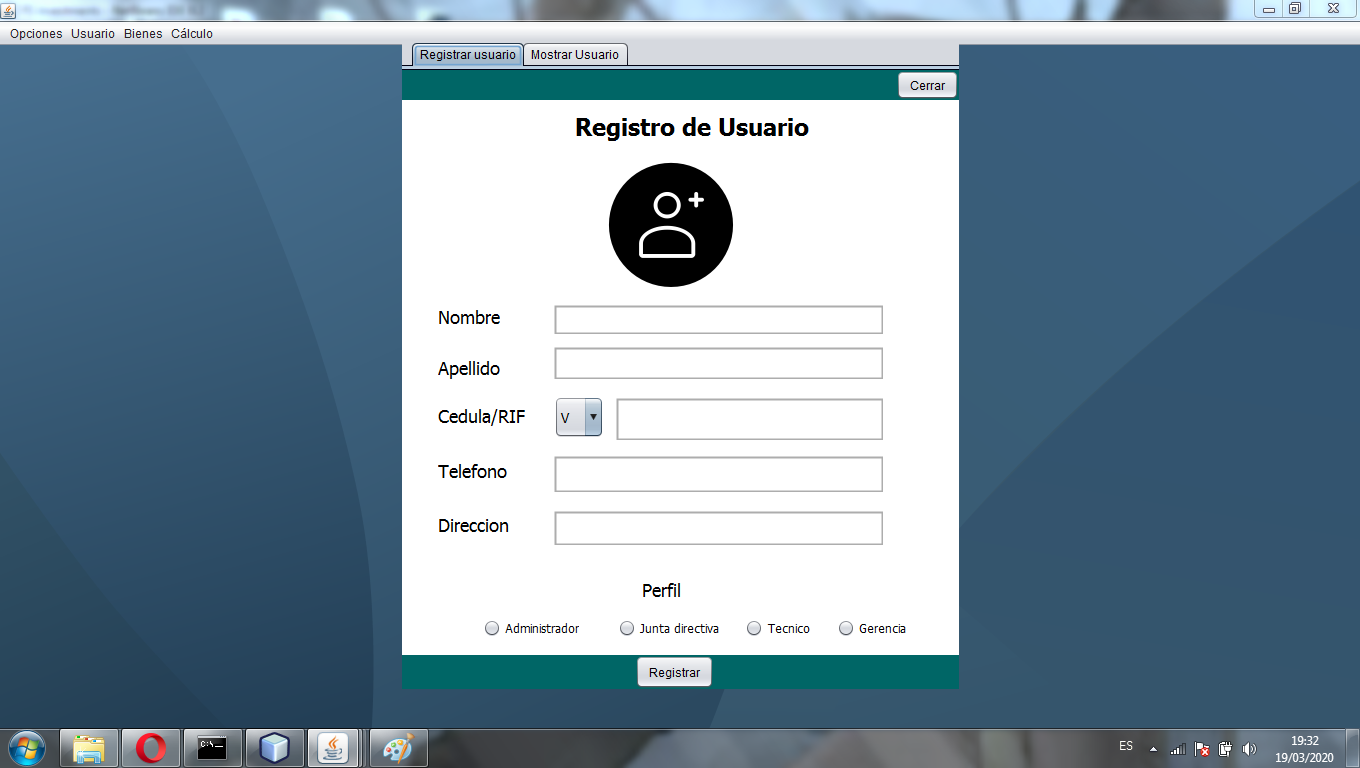 Opciones Usuario Bienes Cálculo
Registrar usuario Mostrar Usuario
Cerrar
Registro de Usuario
Nombre
Apellido
Cedula/RIF V
Telefono
Direccion
Perfil
Administrador Junta directiva Tecnico Gerencia
Registrar
ES 19:32
19/03/2020